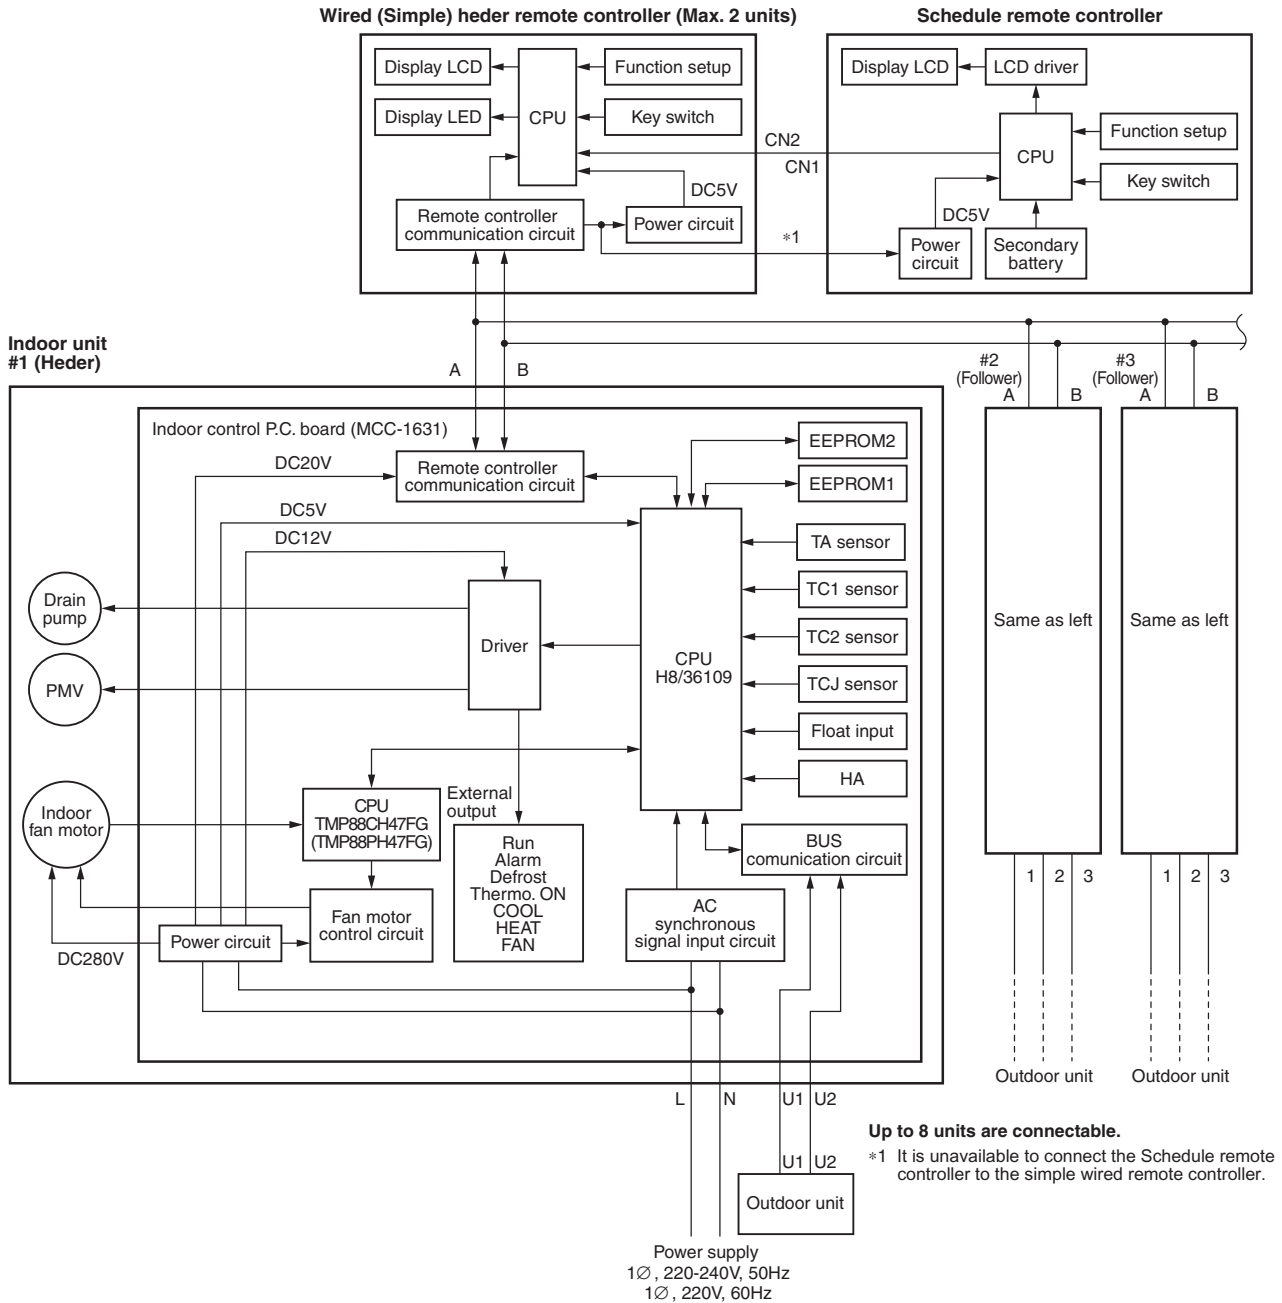 Wired (Simple) heder remote controller (Max. 2 units)
Schedule remote controller
Display LCD
Function setup
Display LED
CPU
Key switch
DC5V
Remote controller
communication circuit
Power circuit
CN2
CN1
∗1
Display LCD
LCD driver
CPU
Function setup
Key switch
DC5V
Power
circuit
Secondary
battery
Indoor unit
#1 (Heder)
A
B
#2
(Follower)
A
B
#3
(Follower)
A
B
Indoor control P.C. board (MCC-1631)
DC20V
Remote controller
communication circuit
EEPROM2
EEPROM1
DC5V
DC12V
TA sensor
TC1 sensor
TC2 sensor
TCJ sensor
Float input
HA
Drain
pump
PMV
Driver
CPU
H8/36109
Same as left
Same as left
Indoor
fan motor
CPU
TMP88CH47FG
(TMP88PH47FG)
External
output
Run
Alarm
Defrost
Thermo. ON
COOL
HEAT
FAN
BUS
comunication circuit
AC
synchronous
signal input circuit
Fan motor
control circuit
Power circuit
DC280V
1
2
3
1
2
3
Outdoor unit
Outdoor unit
L
N
U1
U2
Up to 8 units are connectable.
∗1 It is unavailable to connect the Schedule remote
controller to the simple wired remote controller.
U1
U2
Outdoor unit
Power supply
1∅, 220-240V, 50Hz
1∅, 220V, 60Hz